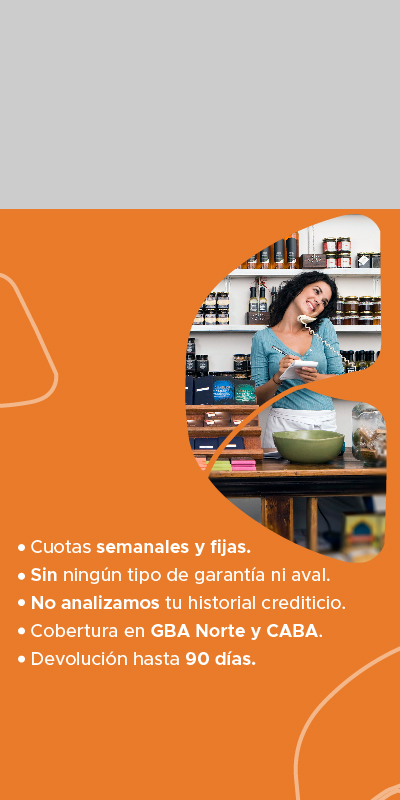 • Cuotas semanales y fijas.
• Sin ningún tipo de garantía ni aval.
• No analizamos tu historial crediticio.
• Cobertura en GBA Norte y CABA.
• Devolución hasta 90 días.